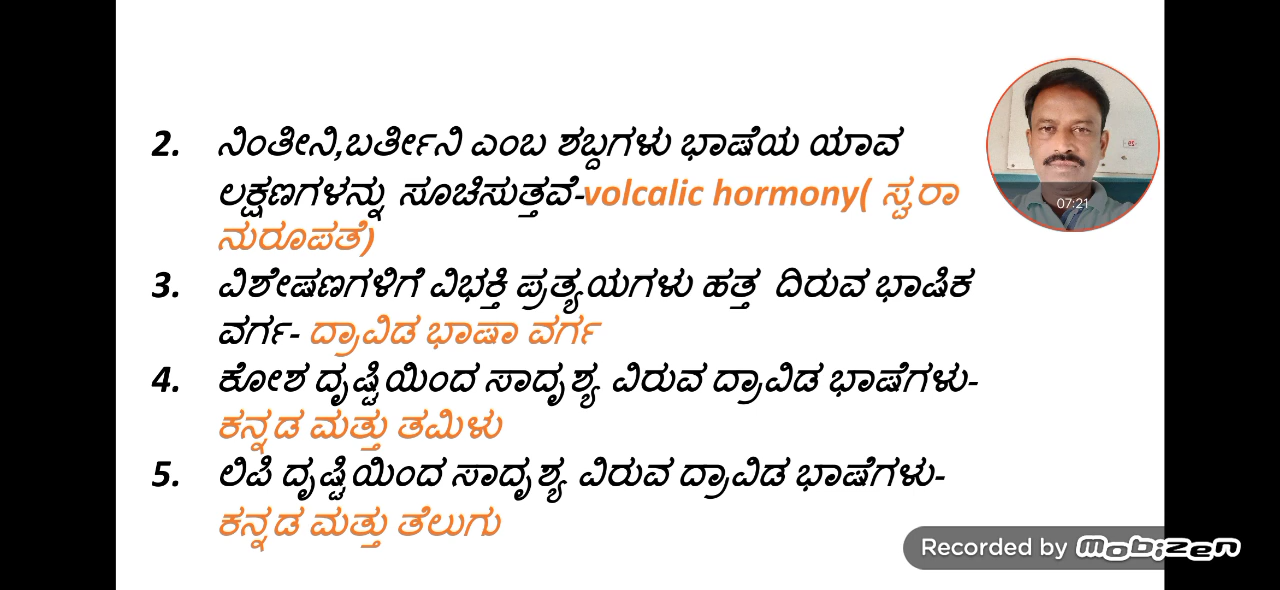 2. ನಿಂತೀನಿ,ಬರ್ತೀನಿ ಎಂಬ ಶಬ್ದಗಳು ಭಾಷೆಯ ಯಾವ
ಲಕ್ಷಣಗಳನ್ನು ಸೂಚಿಸುತ್ತವೆ-volcalic hormony( ಸ್ವರಾ
ನುರೂಪತೆ)
3. ವಿಶೇಷಣಗಳಿಗೆ ವಿಭಕ್ತಿ ಪ್ರತ್ಯಯಗಳು ಹತ್ತ ದಿರುವ ಭಾಷಿಕ
ವರ್ಗ- ದ್ರಾವಿಡ ಭಾಷಾ ವರ್ಗ
4. ಕೋಶ ದೃಷ್ಟಿಯಿಂದ ಸಾದೃಶ್ಯ ವಿರುವ ದ್ರಾವಿಡ ಭಾಷೆಗಳು-
ಕನ್ನಡ ಮತ್ತು ತಮಿಳು
5. ಲಿಪಿ ದೃಷ್ಟಿಯಿಂದ ಸಾದೃಶ್ಯ ವಿರುವ ದ್ರಾವಿಡ ಭಾಷೆಗಳು-
ಕನ್ನಡ ಮತ್ತು ತೆಲುಗು
07:21
Recorded by mobizen